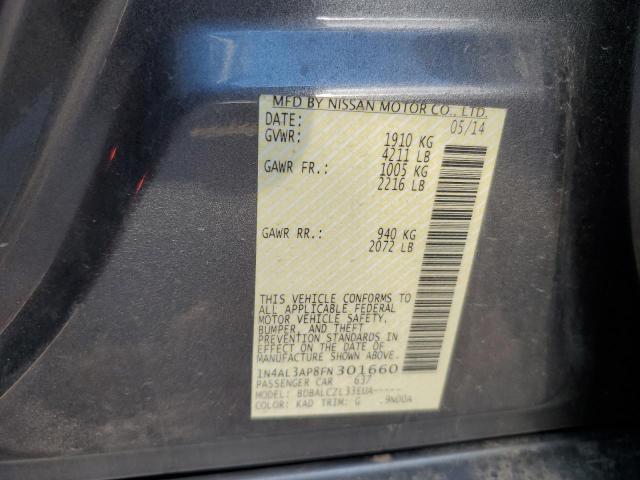 MFD BY NISSAN MOTOR CO., LTD.
DATE: 05/14
GVWR: 1910 KG
4211 LB
GAWR FR.: 1005 KG
2216 LB
GAWR RR.: 940 KG
2072 LB
THIS VEHICLE CONFORMS TO
ALL APPLICABLE FEDERAL
MOTOR VEHICLE SAFETY,
BUMPER, AND THEFT
PREVENTION STANDARDS
IN EFFECT ON THE DATE OF
MANUFACTURE SHOWN ABOVE.
1N4AL3AP8FN301660
PASSENGER CAR 637
MODEL: BDBALCZL33EUA-----
COLOR: KAD TRIM: G .9N00A